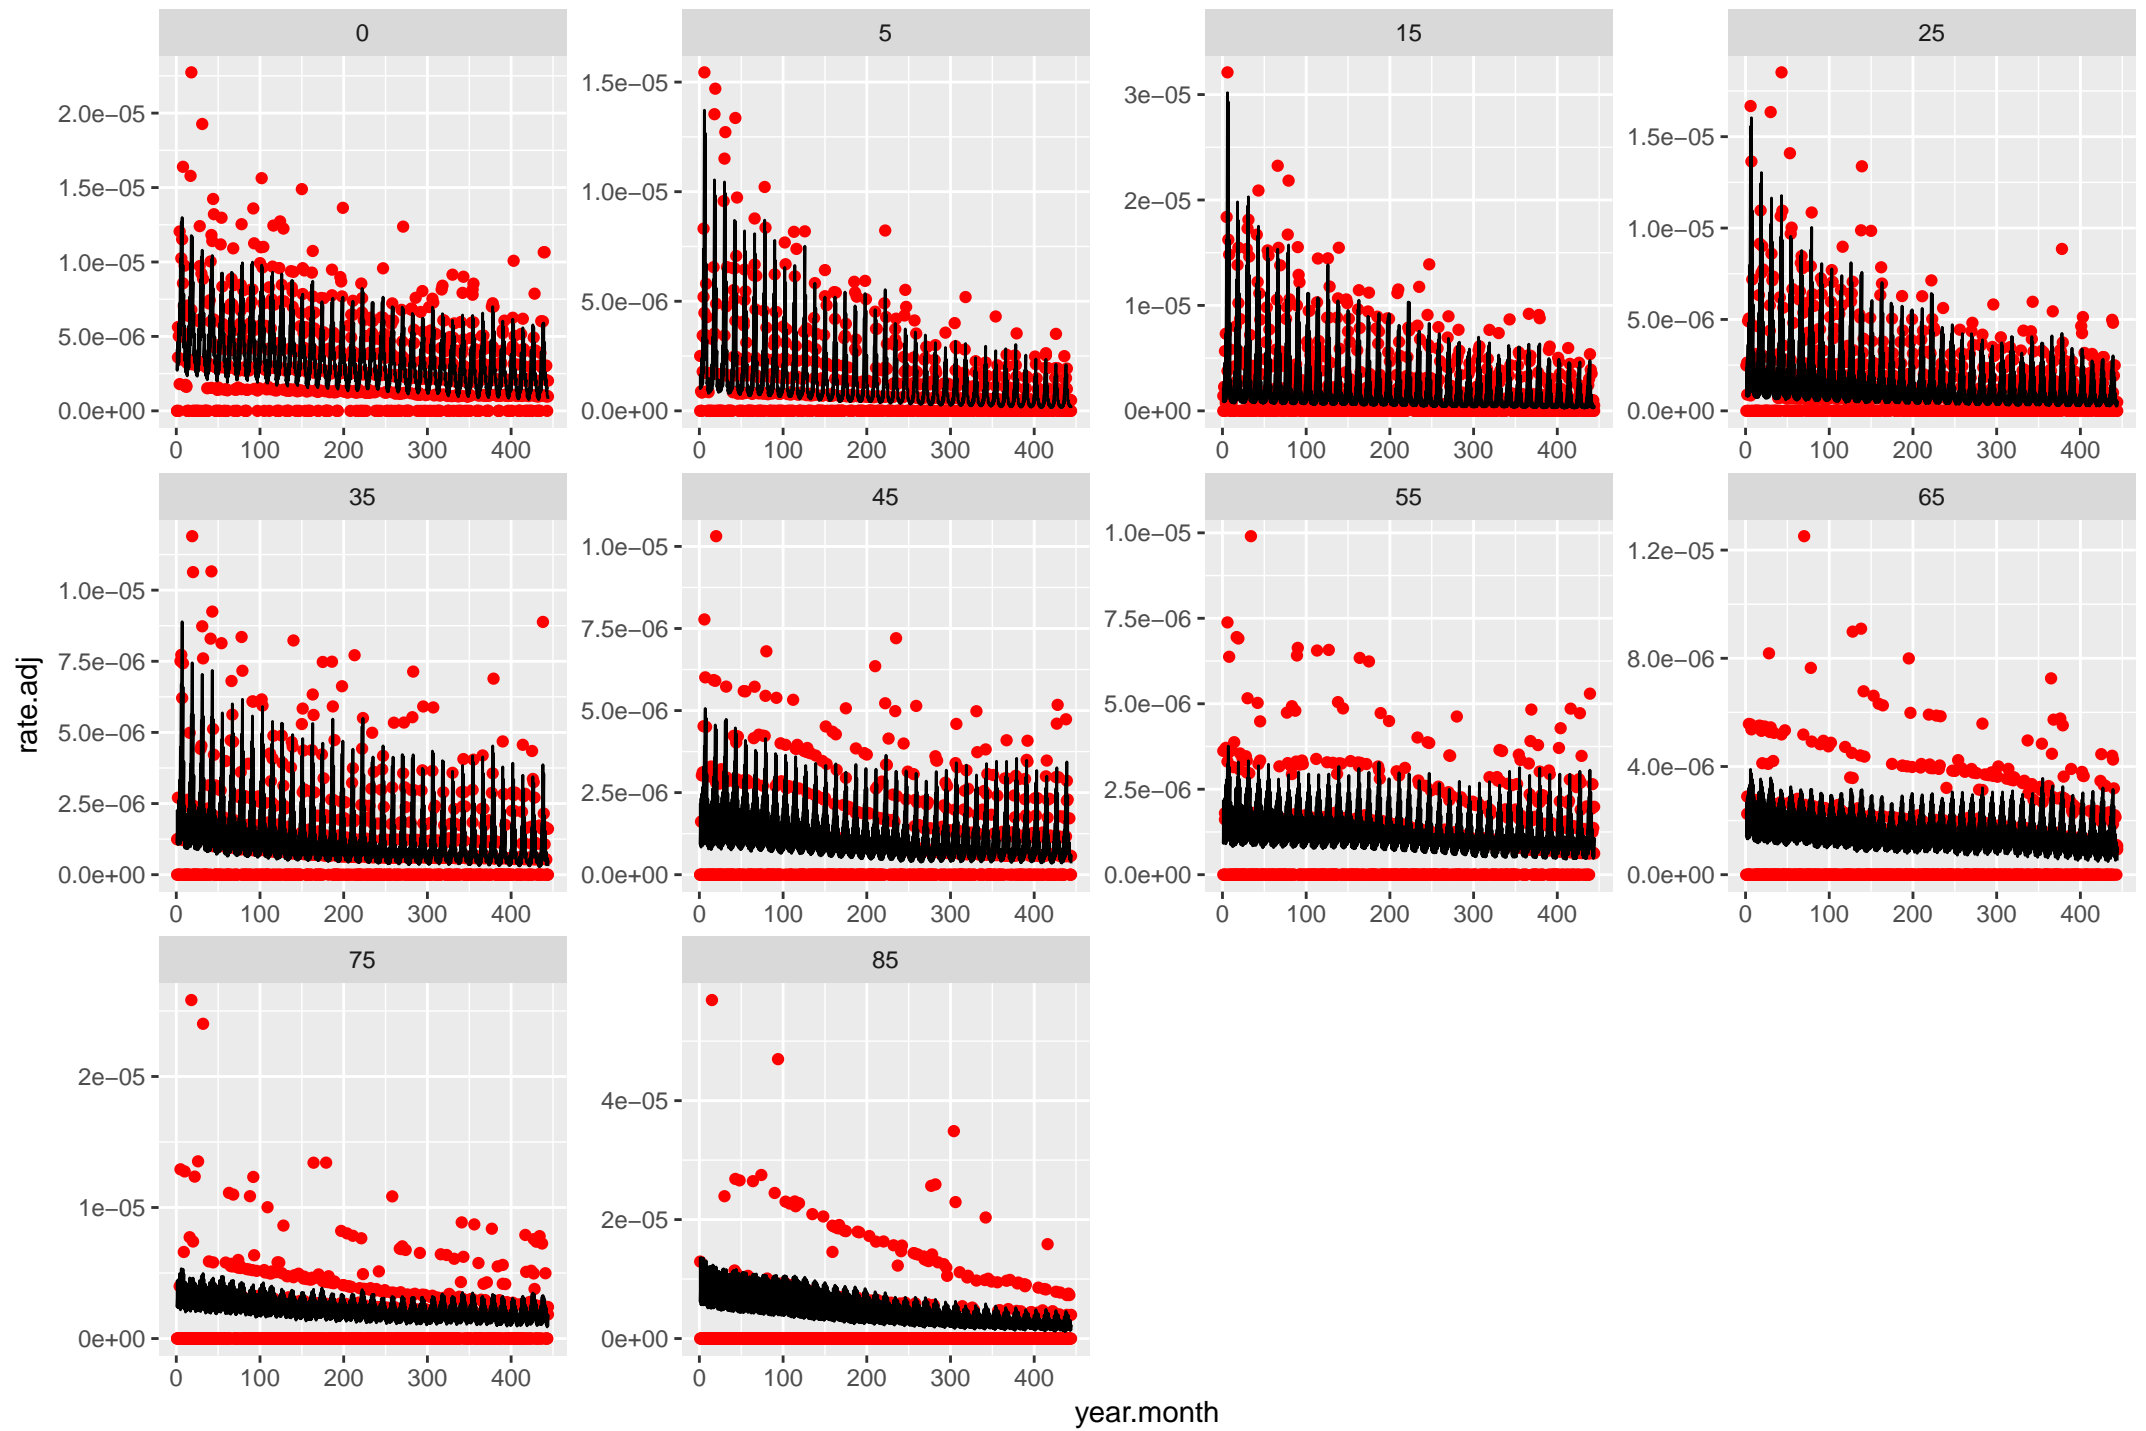 0 5 15 25
2.0e−05
1.5e−05
1.0e−05
5.0e−06
0.0e+00
1.5e−05
1.0e−05
5.0e−06
0.0e+00
3e−05
2e−05
1e−05
0e+00
1.5e−05
1.0e−05
5.0e−06
0.0e+00
0 100 200 300 400 0 100 200 300 400 0 100 200 300 400 0 100 200 300 400
35 45 55 65
1.0e−05
7.5e−06
5.0e−06
2.5e−06
0.0e+00
1.0e−05
7.5e−06
5.0e−06
2.5e−06
0.0e+00
1.0e−05
7.5e−06
5.0e−06
2.5e−06
0.0e+00
1.2e−05
8.0e−06
4.0e−06
0.0e+00
0 100 200 300 400 0 100 200 300 400 0 100 200 300 400 0 100 200 300 400
rate.adj
75 85
2e−05
1e−05
0e+00
4e−05
2e−05
0e+00
0 100 200 300 400 0 100 200 300 400
year.month